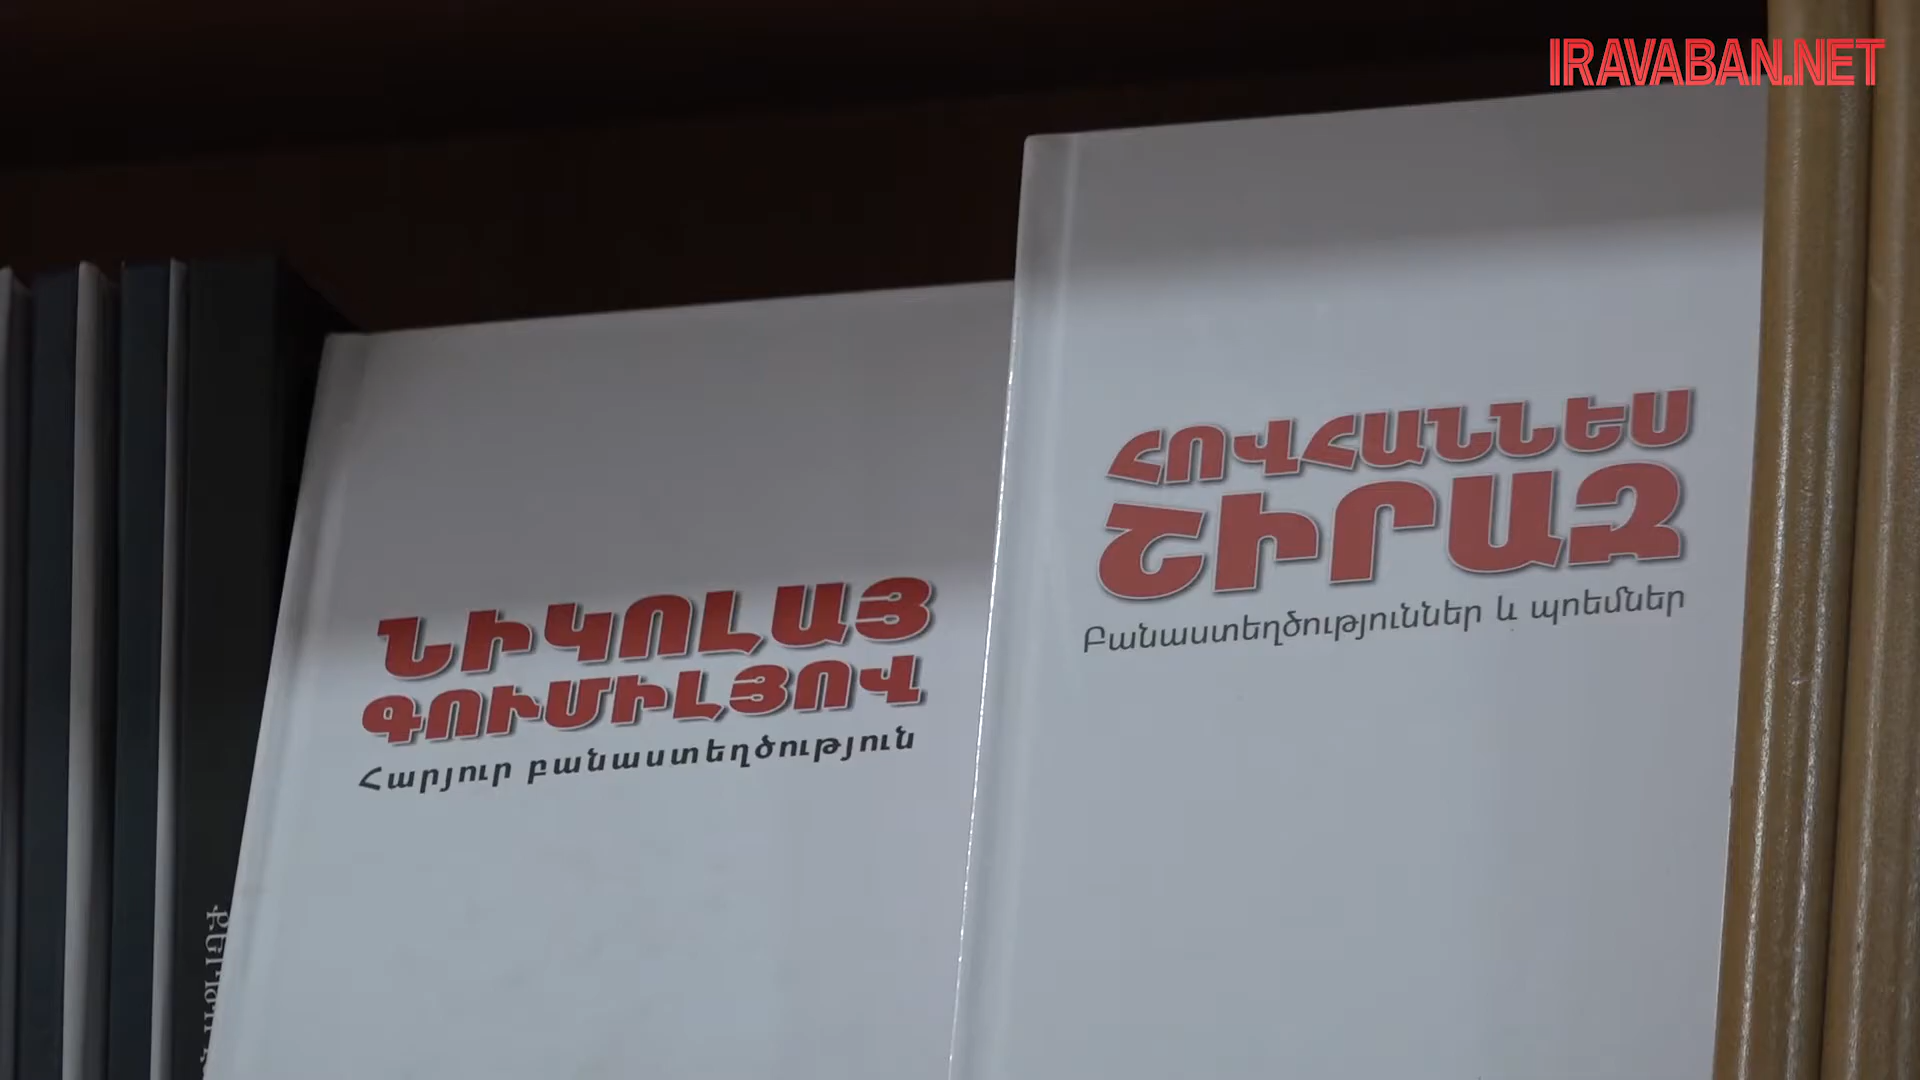 IRAVABAN.NET
ՆԻԿՈԼԱՅ
ԳՈՒՄԻԼՅՈՎ
Հարյուր բանաստեղծություն
ՀՈՎՀԱՆՆԵՍ
ՇԻՐԱԶ
Բանաստեղծություններ և պոեմներ